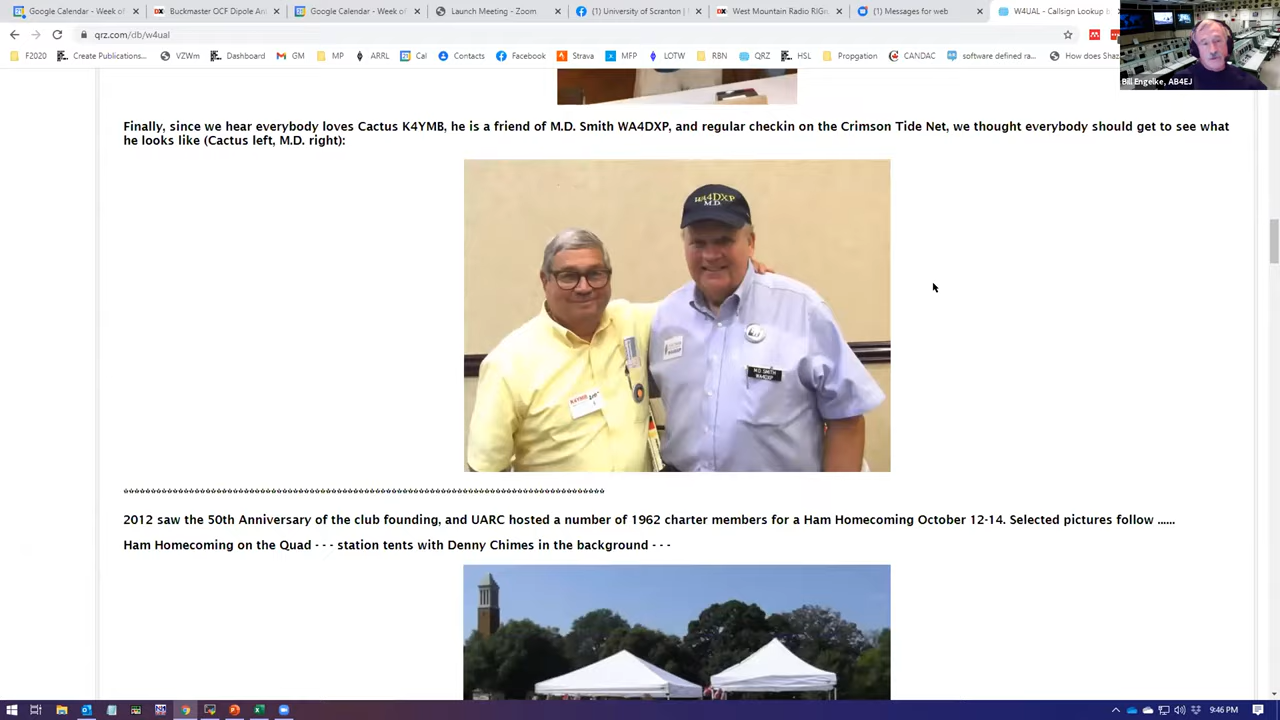 Google Calendar - Week of
Buckmaster OCF Dipole Ant
Google Calendar - Week of
Launch Meeting - Zoom
(1) University of Scranton |
West Mountain Radio RIGru
Messages for web
W4UAL - Callsign Lookup
qrz.com/db/w4ual
F2020 Create Publications... VZWm Dashboard GM MP ARRL Cal Contacts Facebook Strava MFP LOTW RBN QRZ HSL Propgation CANDAC software defined ra... How does Shaz
Bill Engelke, AB4EJ
Finally, since we hear everybody loves Cactus K4YMB, he is a friend of M.D. Smith WA4DXP, and regular checkin on the Crimson Tide Net, we thought everybody should get to see what
he looks like (Cactus left, M.D. right):
WA4DXP
M.D.
K4YMB
M.D. SMITH
WA4DXP
2012 saw the 50th Anniversary of the club founding, and UARC hosted a number of 1962 charter members for a Ham Homecoming October 12-14. Selected pictures follow ......
Ham Homecoming on the Quad - - - station tents with Denny Chimes in the background - - -
9:46 PM